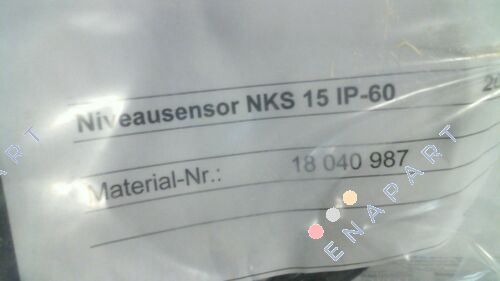 Niveausensor NKS 15 IP-60
Material-Nr.: 18 040 987
ENAPART